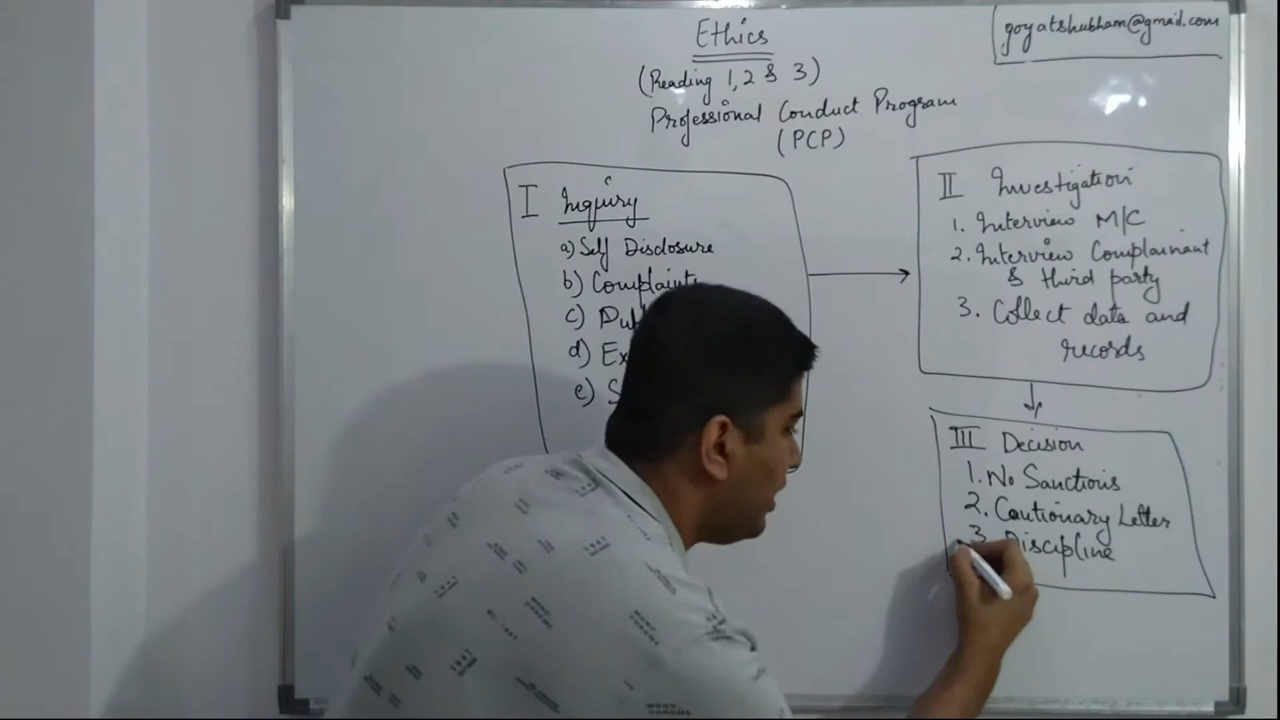 Ethics
(Reading 1,2 & 3)
Professional Conduct Program
(PCP)
goyatshubham@gmail.com
I Inquiry
a) Self Disclosure
b) Complaints
c)
d)
e)
II Investigation
1. Interview M/C
2. Interview Complainant
& third party
3. Collect data and
records
III Decision
1. No Sanctions
2. Cautionary Letter
3. Discipline